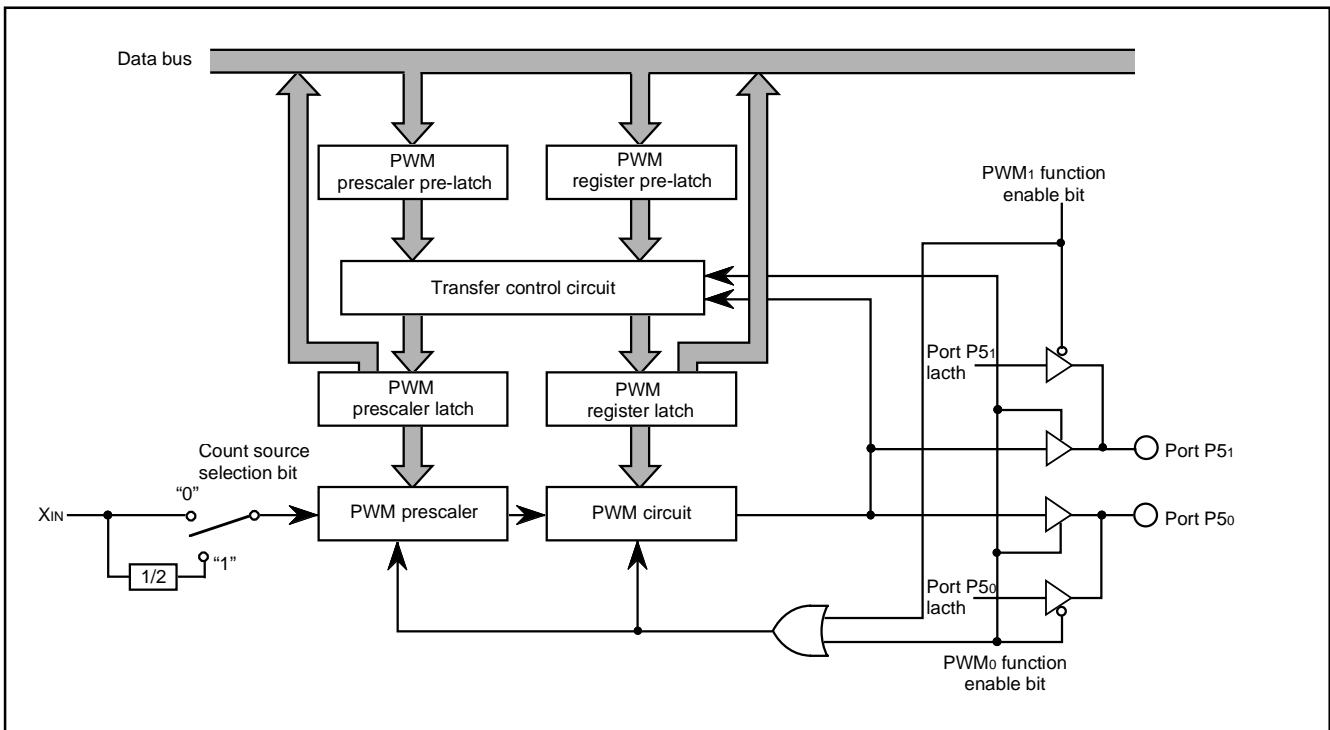 Data bus
PWM
prescaler pre-latch
PWM
register pre-latch
PWM1 function
enable bit
Transfer control circuit
Port P51
lacth
PWM
prescaler latch
PWM
register latch
Count source
selection bit
Port P51
“0”
XIN
PWM prescaler
PWM circuit
Port P50
“1”
1/2
Port P50
lacth
PWM0 function
enable bit